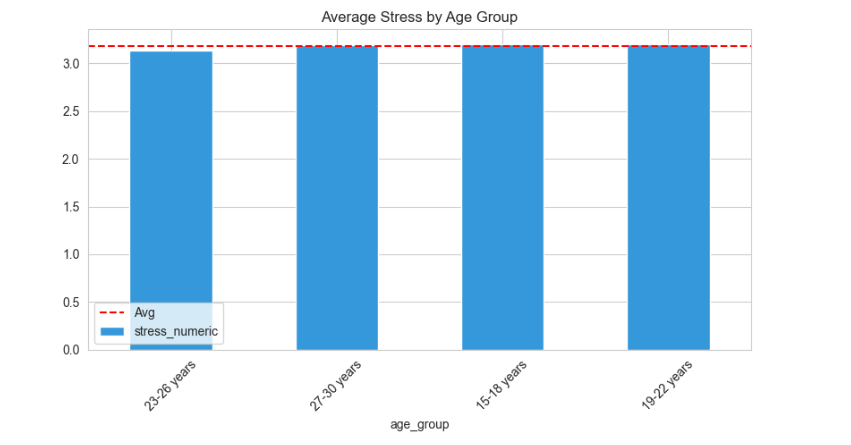 Average Stress by Age Group
3.0
2.5
2.0
1.5
1.0
0.5
0.0
Avg
stress_numeric
23-26 years
27-30 years
15-18 years
19-22 years
age_group